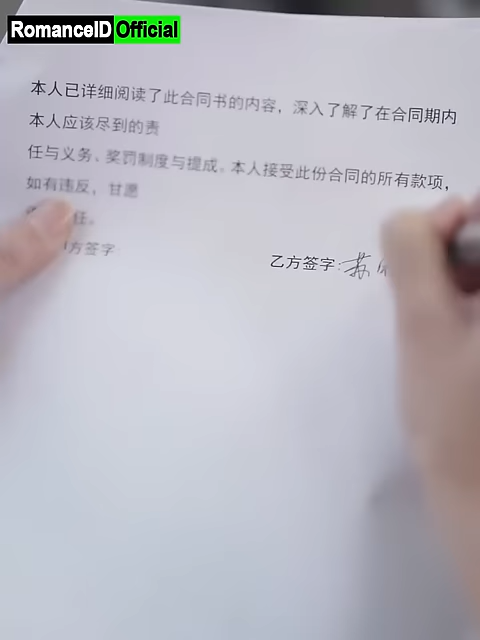 RomanceID Official
本人已详细阅读了此合同书的内容，深入了解了在合同期内
本人应该尽到的责
任与义务、奖罚制度与提成。本人接受此份合同的所有款项，
如有违反，甘愿
任。
方签字
乙方签字：苏